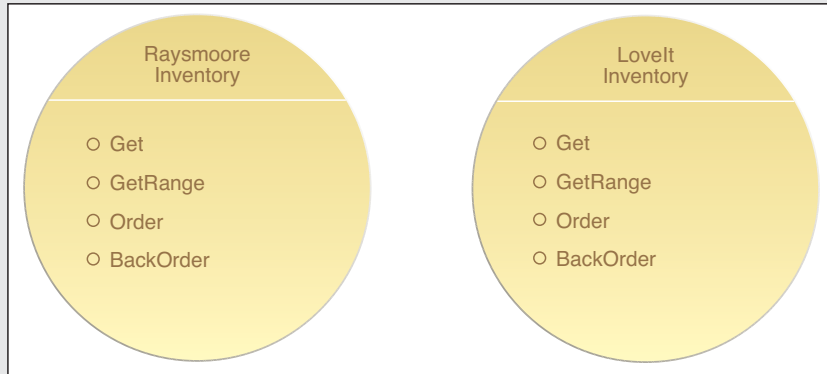 Raysmoore
Inventory
Get
GetRange
Order
BackOrder
LoveIt
Inventory
Get
GetRange
Order
BackOrder